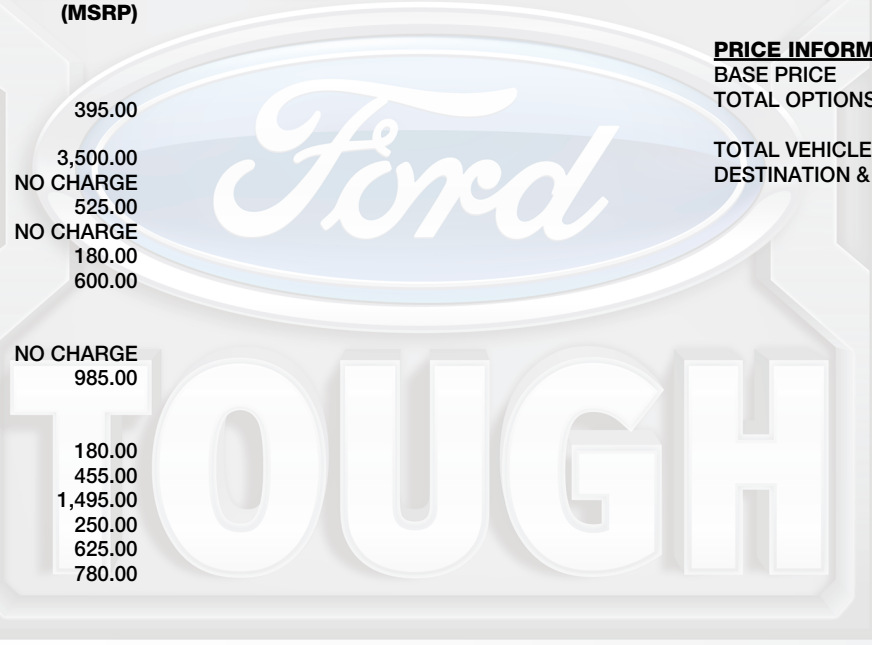 (MSRP)
395.00
3,500.00
NO CHARGE
525.00
NO CHARGE
180.00
600.00
NO CHARGE
985.00
180.00
455.00
1,495.00
250.00
625.00
780.00
PRICE INFORM
BASE PRICE
TOTAL OPTIONS
TOTAL VEHICLE
DESTINATION &
Ford
TOUGH